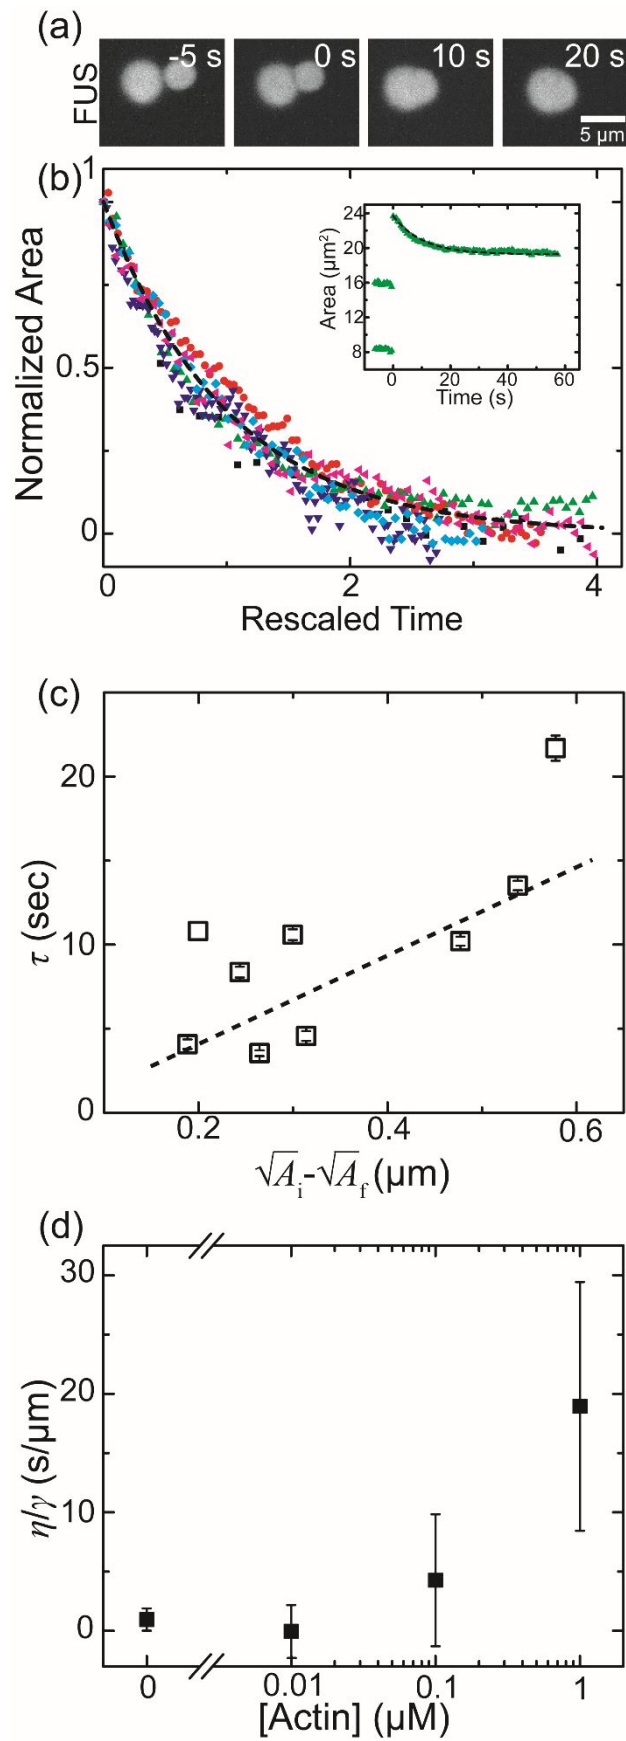 (a)
FUS
-5 s
0 s
10 s
20 s
5 µm
(b)
Normalized Area
1
0.5
0
0
2
4
Rescaled Time
Area (µm²)
24
20
16
12
8
0
20
40
60
Time (s)
(c)
τ (sec)
20
10
0
0.2
0.4
0.6
√Aᵢ-√A_f (µm)
(d)
η/γ (s/µm)
30
20
10
0
0
0.01
0.1
1
[Actin] (µM)